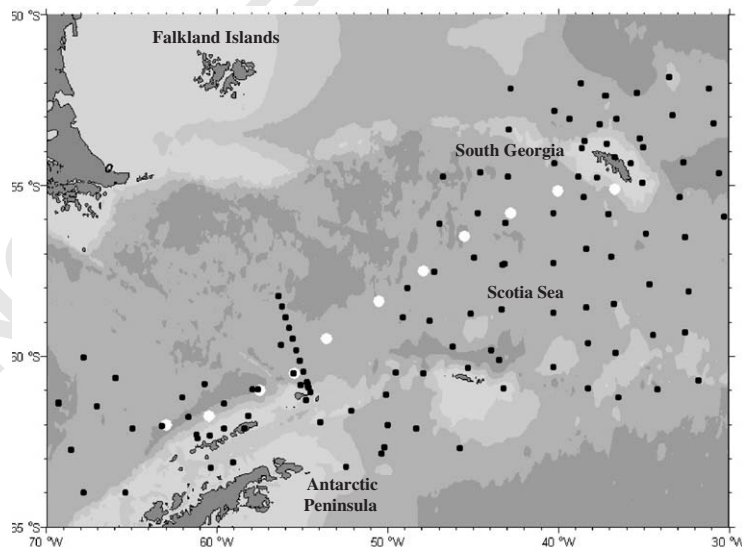 50 °S
Falkland Islands
South Georgia
55 °S
Scotia Sea
60 °S
Antarctic
Peninsula
65 °S
70 °W 60 °W 50 °W 40 °W 30 °W